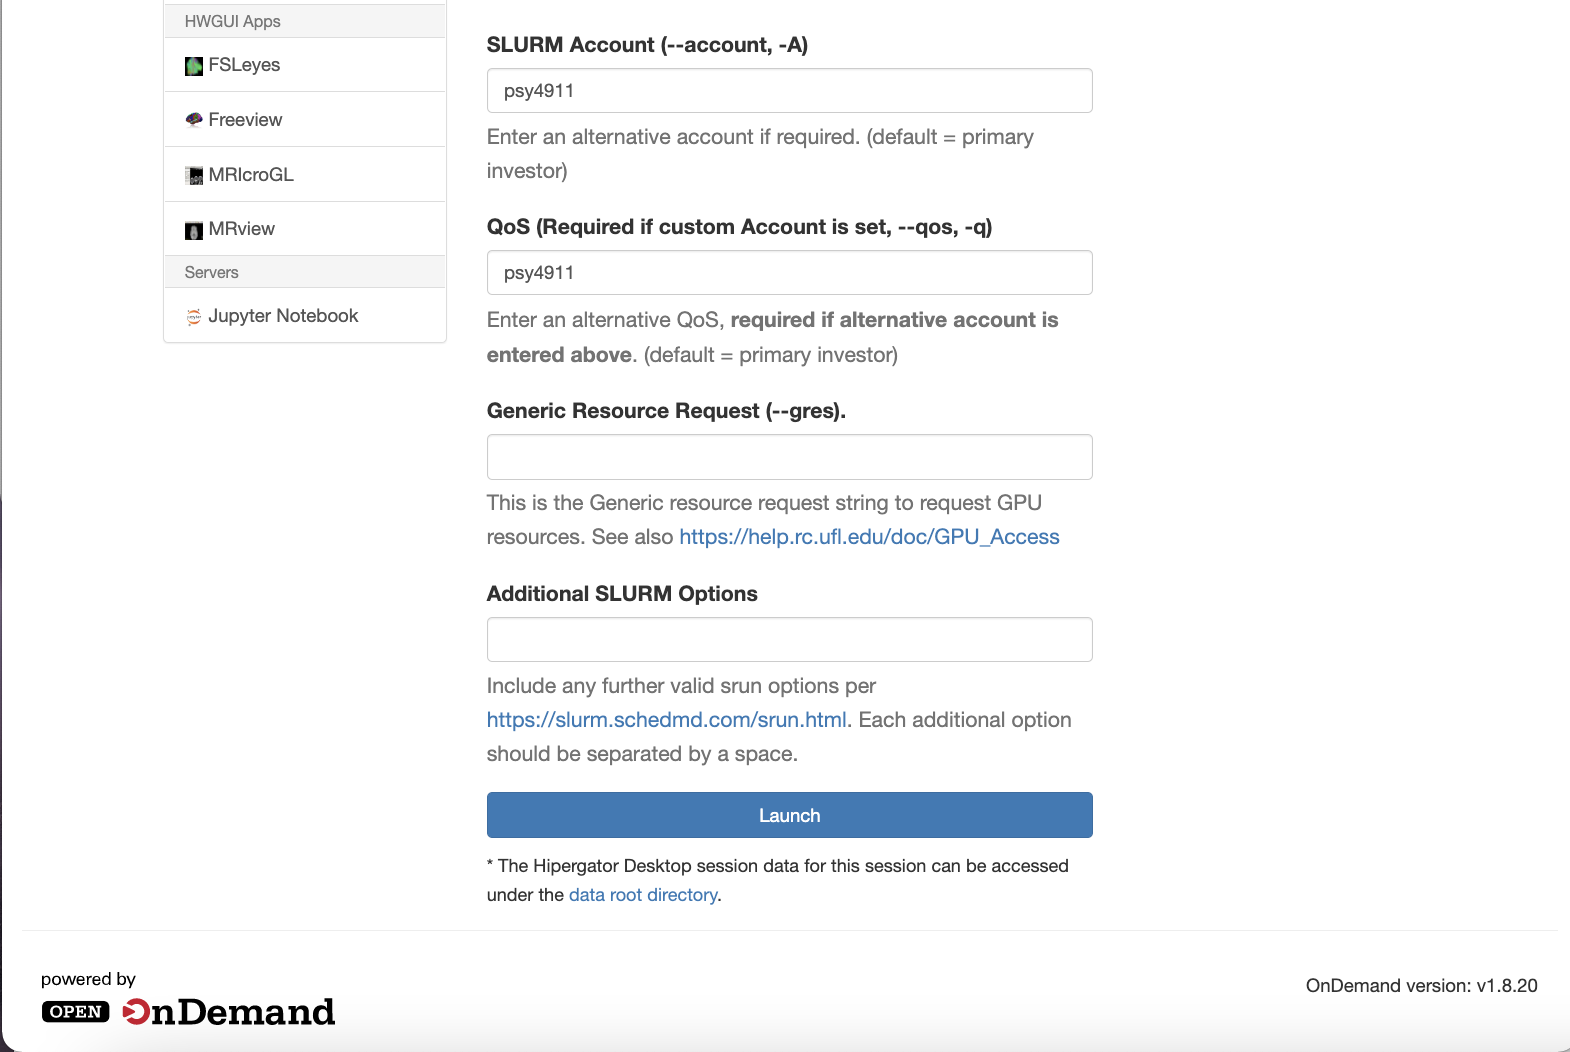 HWGUI Apps
FSLeyes
Freeview
MRIcroGL
MRview
Servers
Jupyter Notebook
SLURM Account (--account, -A)
psy4911
Enter an alternative account if required. (default = primary
investor)
QoS (Required if custom Account is set, --qos, -q)
psy4911
Enter an alternative QoS, required if alternative account is
entered above. (default = primary investor)
Generic Resource Request (--gres).
This is the Generic resource request string to request GPU
resources. See also https://help.rc.ufl.edu/doc/GPU_Access
Additional SLURM Options
Include any further valid srun options per
https://slurm.schedmd.com/srun.html. Each additional option
should be separated by a space.
Launch
* The Hipergator Desktop session data for this session can be accessed
under the data root directory.
powered by
OPEN OnDemand
OnDemand version: v1.8.20